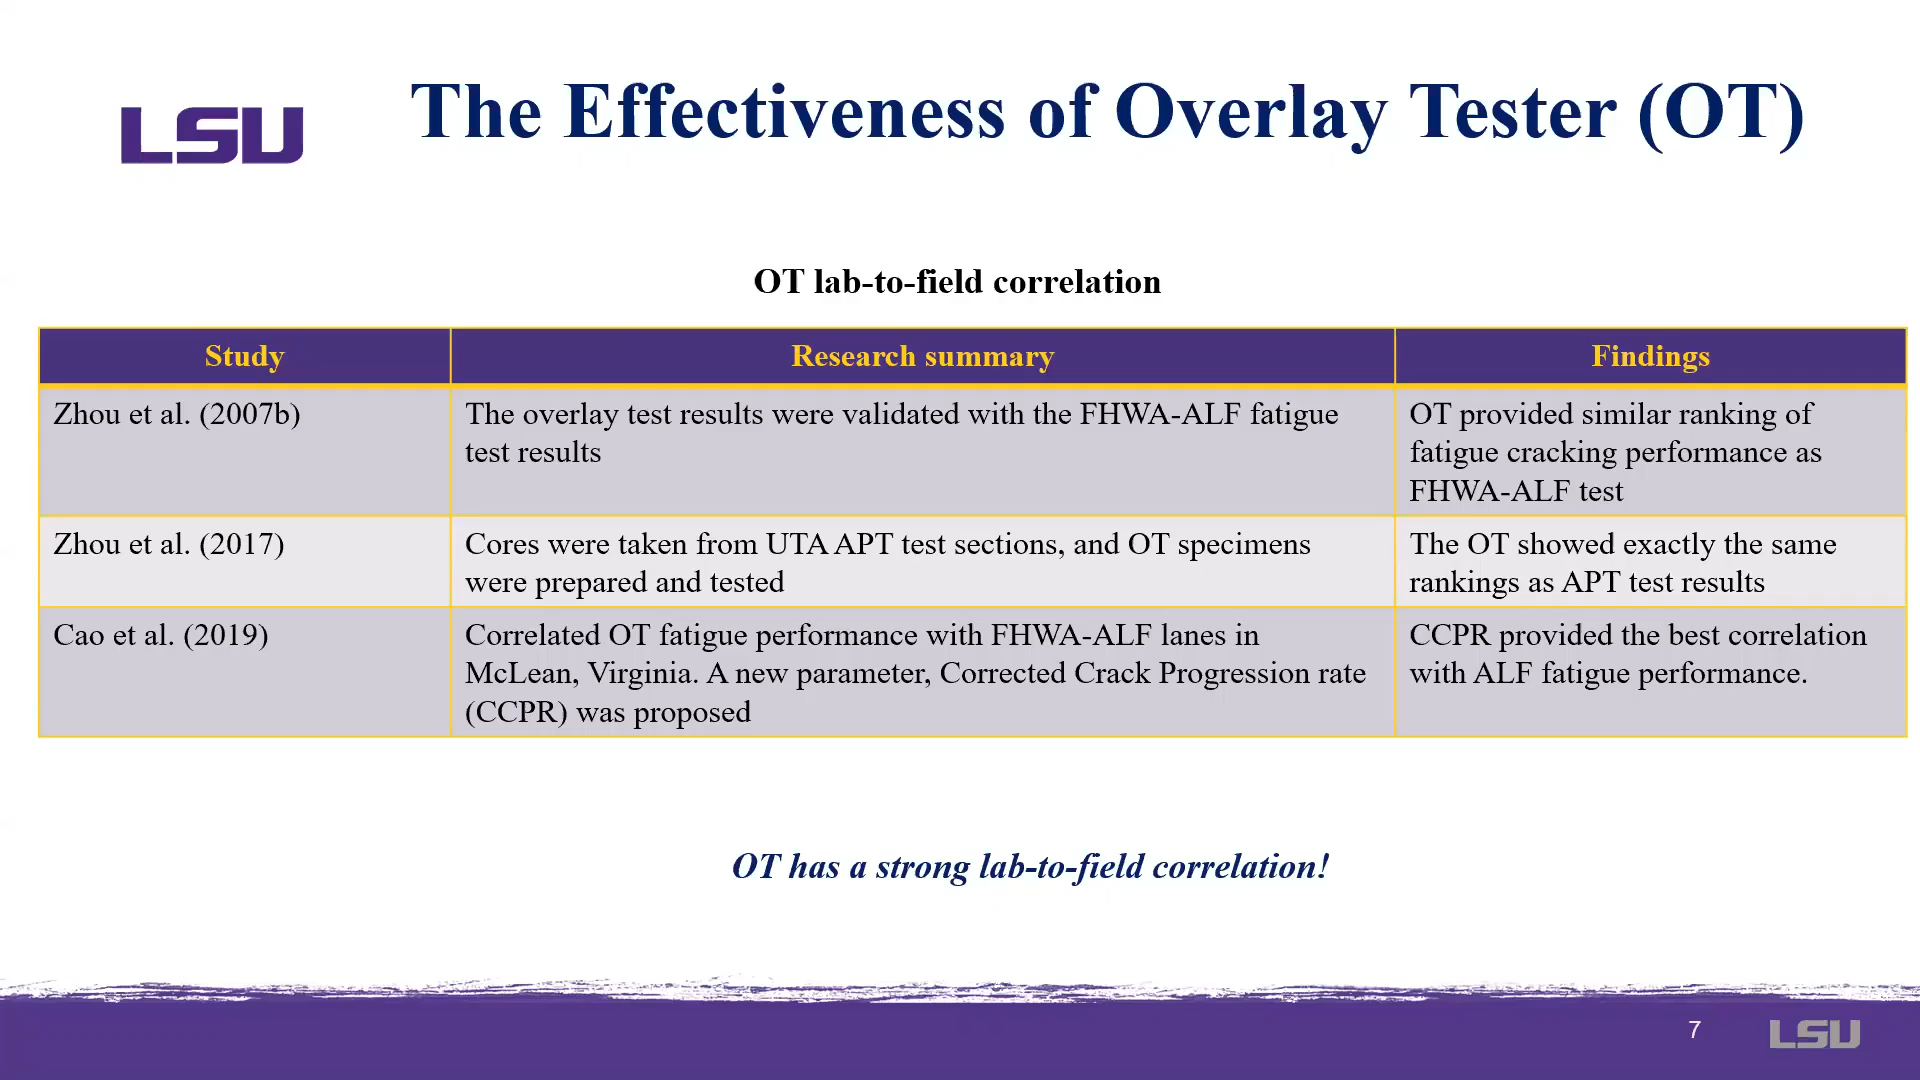 LSU
The Effectiveness of Overlay Tester (OT)
OT lab-to-field correlation
Study
Research summary
Findings
Zhou et al. (2007b)
The overlay test results were validated with the FHWA-ALF fatigue
test results
OT provided similar ranking of
fatigue cracking performance as
FHWA-ALF test
Zhou et al. (2017)
Cores were taken from UTA APT test sections, and OT specimens
were prepared and tested
The OT showed exactly the same
rankings as APT test results
Cao et al. (2019)
Correlated OT fatigue performance with FHWA-ALF lanes in
McLean, Virginia. A new parameter, Corrected Crack Progression rate
(CCPR) was proposed
CCPR provided the best correlation
with ALF fatigue performance.
OT has a strong lab-to-field correlation!
7
LSU